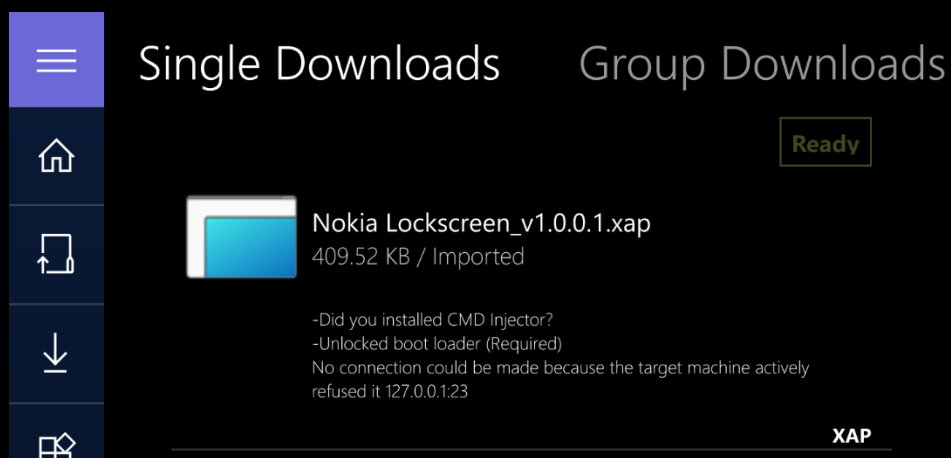 Single Downloads
Group Downloads
Ready
Nokia Lockscreen_v1.0.0.1.xap
409.52 KB / Imported
-Did you installed CMD Injector?
-Unlocked boot loader (Required)
No connection could be made because the target machine actively
refused it 127.0.0.1:23
XAP